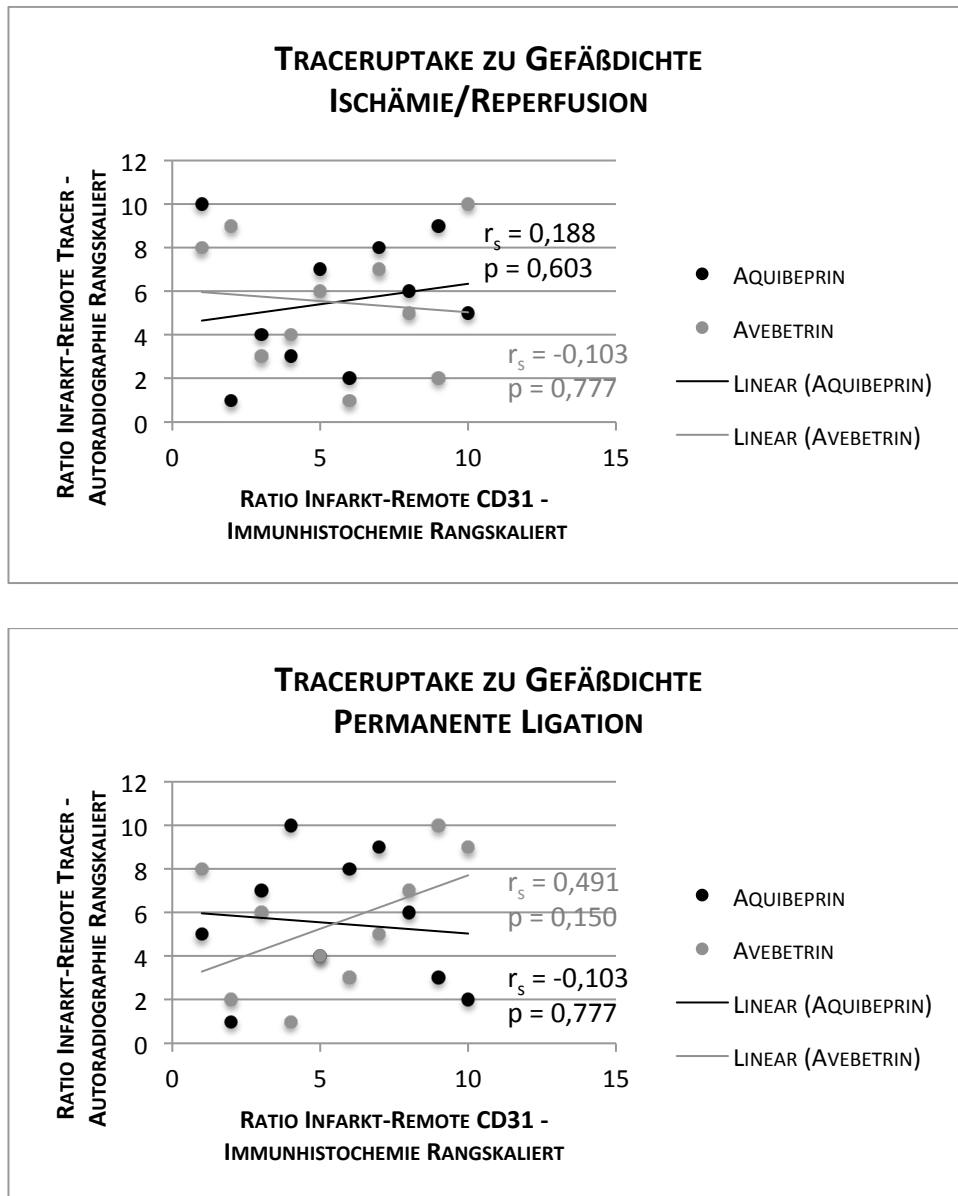 TRACERUPTAKE ZU GEFÄßDICHTE
ISCHÄMIE/REPERFUSION
RATIO INFARKT-REMOTE TRACER -
AUTORADIOGRAPHIE RANGSKALIERT
12
10
8
6
4
2
0
0
5
10
15
r_s = 0,188
p = 0,603
r_s = -0,103
p = 0,777
RATIO INFARKT-REMOTE CD31 -
IMMUNHISTOCHEMIE RANGSKALIERT
AQUIBEPRIN
AVEBETRIN
LINEAR (AQUIBEPRIN)
LINEAR (AVEBETRIN)
TRACERUPTAKE ZU GEFÄßDICHTE
PERMANENTE LIGATION
RATIO INFARKT-REMOTE TRACER -
AUTORADIOGRAPHIE RANGSKALIERT
12
10
8
6
4
2
0
0
5
10
15
r_s = 0,491
p = 0,150
r_s = -0,103
p = 0,777
RATIO INFARKT-REMOTE CD31 -
IMMUNHISTOCHEMIE RANGSKALIERT
AQUIBEPRIN
AVEBETRIN
LINEAR (AQUIBEPRIN)
LINEAR (AVEBETRIN)